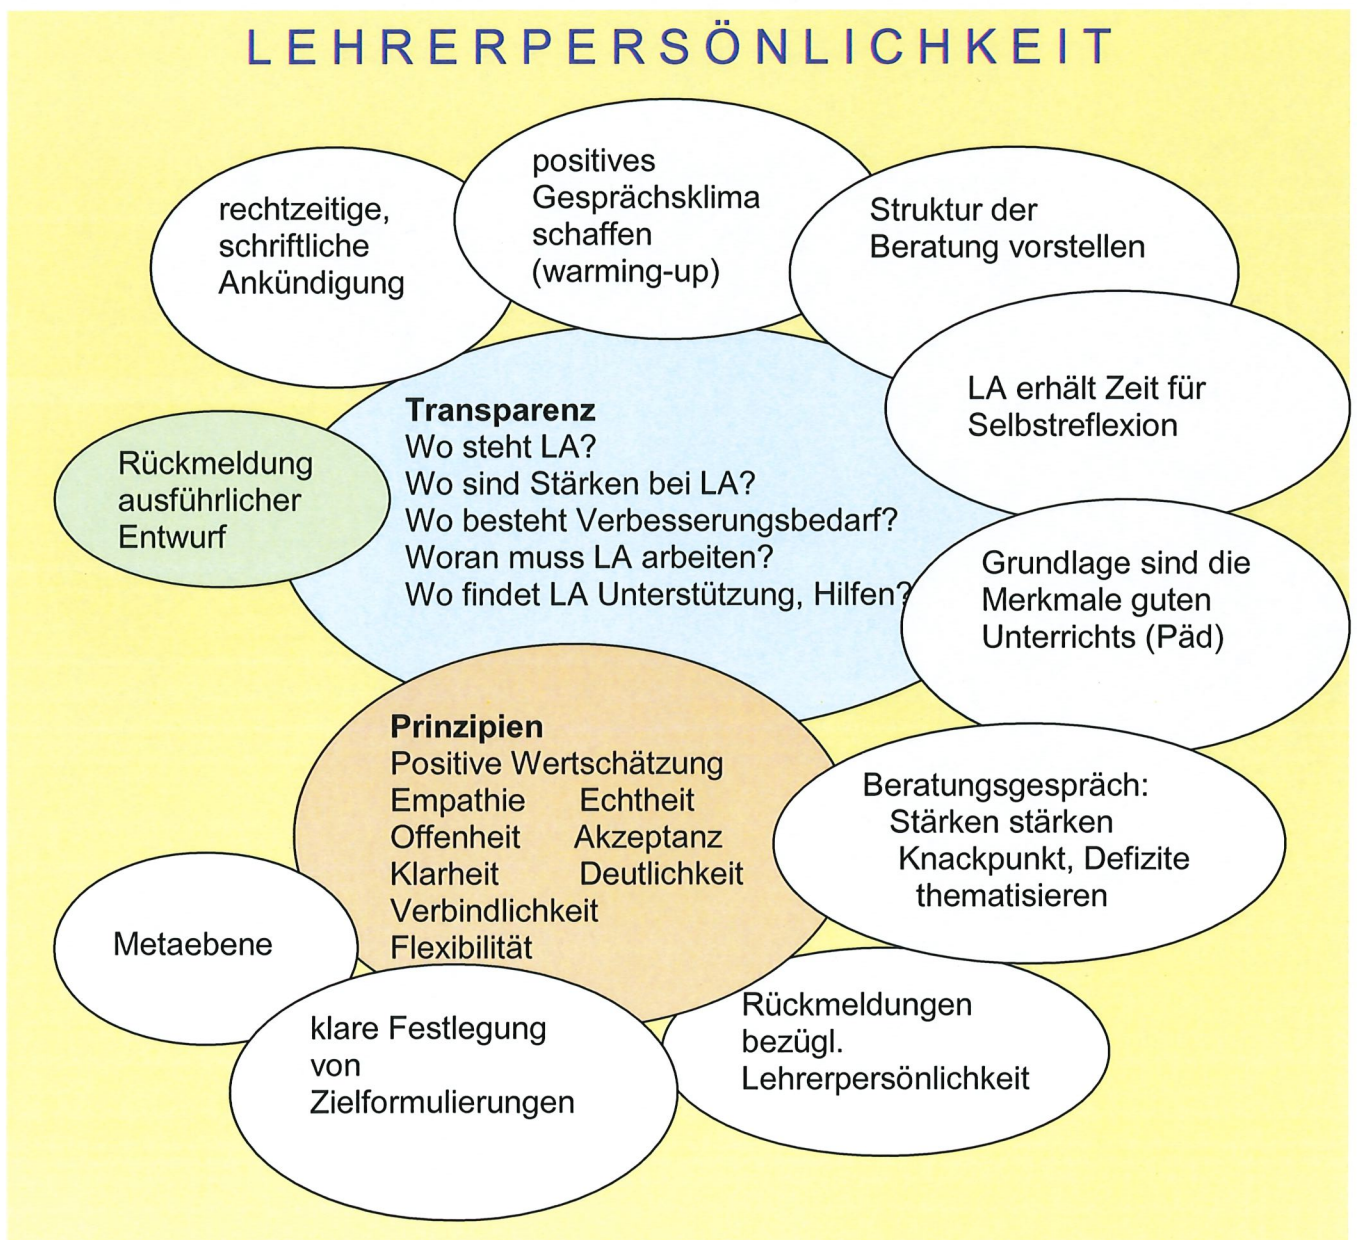 LEHRERPERSÖNLICHKEIT
rechtzeitige,
schriftliche
Ankündigung
positives
Gesprächsklima
schaffen
(warming-up)
Struktur der
Beratung vorstellen
LA erhält Zeit für
Selbstreflexion
Rückmeldung
ausführlicher
Entwurf
Transparenz
Wo steht LA?
Wo sind Stärken bei LA?
Wo besteht Verbesserungsbedarf?
Woran muss LA arbeiten?
Wo findet LA Unterstützung, Hilfen?
Grundlage sind die
Merkmale guten
Unterrichts (Päd)
Prinzipien
Positive Wertschätzung
Empathie Echtheit
Offenheit Akzeptanz
Klarheit Deutlichkeit
Verbindlichkeit
Flexibilität
Beratungsgespräch:
Stärken stärken
Knackpunkt, Defizite
thematisieren
Metaebene
klare Festlegung
von
Zielformulierungen
Rückmeldungen
bezügl.
Lehrerpersönlichkeit